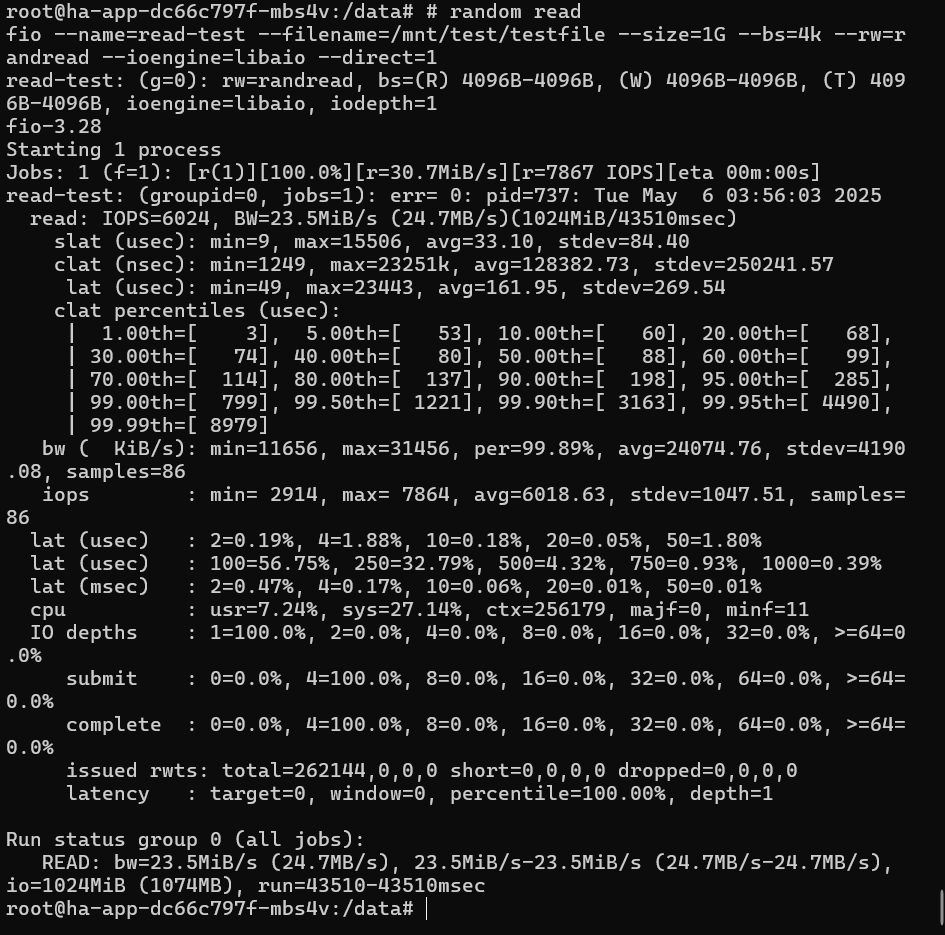 root@ha-app-dc66c797f-mbs4v:/data# # random read
fio --name=read-test --filename=/mnt/test/testfile --size=1G --bs=4k --rw=r
andread --ioengine=libaio --direct=1
read-test: (g=0): rw=randread, bs=(R) 4096B-4096B, (W) 4096B-4096B, (T) 409
6B-4096B, ioengine=libaio, iodepth=1
fio-3.28
Starting 1 process
Jobs: 1 (f=1): [r(1)][100.0%][r=30.7MiB/s][r=7867 IOPS][eta 00m:00s]
read-test: (groupid=0, jobs=1): err= 0: pid=737: Tue May  6 03:56:03 2025
  read: IOPS=6024, BW=23.5MiB/s (24.7MB/s)(1024MiB/43510msec)
    slat (usec): min=9, max=15506, avg=33.10, stdev=84.40
    clat (nsec): min=1249, max=23251k, avg=128382.73, stdev=250241.57
     lat (usec): min=49, max=23443, avg=161.95, stdev=269.54
    clat percentiles (usec):
     |  1.00th=[    3],  5.00th=[   53], 10.00th=[   60], 20.00th=[   68],
     | 30.00th=[   74], 40.00th=[   80], 50.00th=[   88], 60.00th=[   99],
     | 70.00th=[  114], 80.00th=[  137], 90.00th=[  198], 95.00th=[  285],
     | 99.00th=[  799], 99.50th=[ 1221], 99.90th=[ 3163], 99.95th=[ 4490],
     | 99.99th=[ 8979]
   bw (  KiB/s): min=11656, max=31456, per=99.89%, avg=24074.76, stdev=4190
.08, samples=86
   iops        : min= 2914, max= 7864, avg=6018.63, stdev=1047.51, samples=
86
  lat (usec)   : 2=0.19%, 4=1.88%, 10=0.18%, 20=0.05%, 50=1.80%
  lat (usec)   : 100=56.75%, 250=32.79%, 500=4.32%, 750=0.93%, 1000=0.39%
  lat (msec)   : 2=0.47%, 4=0.17%, 10=0.06%, 20=0.01%, 50=0.01%
  cpu          : usr=7.24%, sys=27.14%, ctx=256179, majf=0, minf=11
  IO depths    : 1=100.0%, 2=0.0%, 4=0.0%, 8=0.0%, 16=0.0%, 32=0.0%, >=64=0
.0%
     submit    : 0=0.0%, 4=100.0%, 8=0.0%, 16=0.0%, 32=0.0%, 64=0.0%, >=64=
0.0%
     complete  : 0=0.0%, 4=100.0%, 8=0.0%, 16=0.0%, 32=0.0%, 64=0.0%, >=64=
0.0%
     issued rwts: total=262144,0,0,0 short=0,0,0,0 dropped=0,0,0,0
     latency   : target=0, window=0, percentile=100.00%, depth=1

Run status group 0 (all jobs):
   READ: bw=23.5MiB/s (24.7MB/s), 23.5MiB/s-23.5MiB/s (24.7MB/s-24.7MB/s),
io=1024MiB (1074MB), run=43510-43510msec
root@ha-app-dc66c797f-mbs4v:/data#